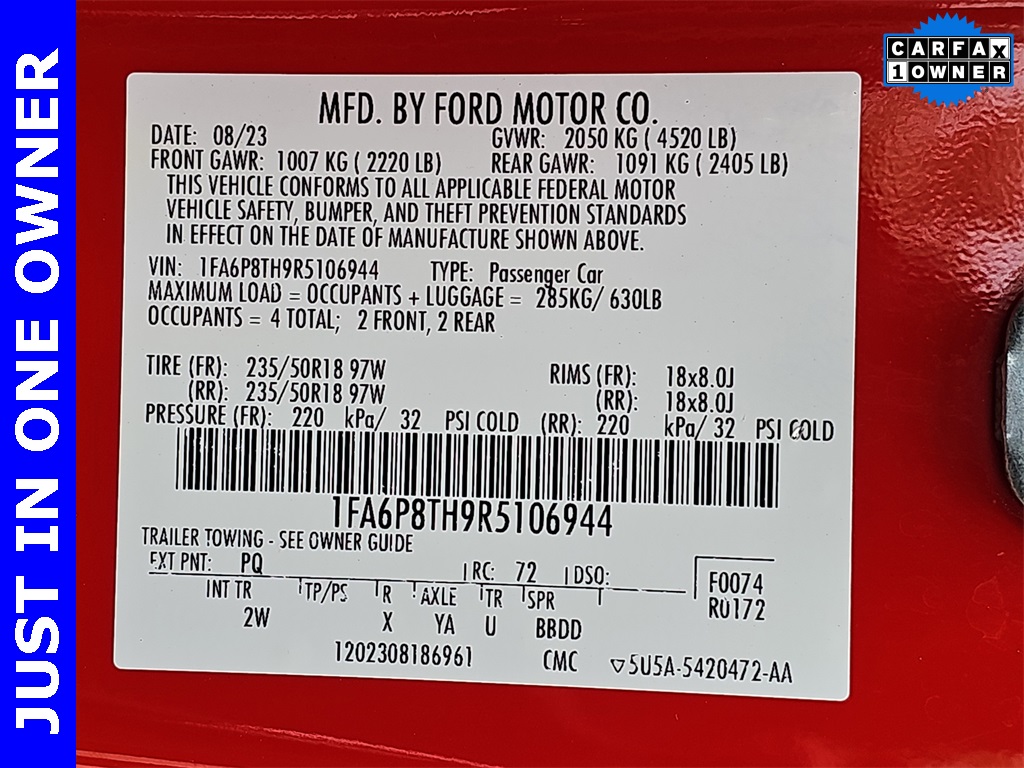 JUST IN ONE OWNER
CARFAX
1 OWNER
MFD. BY FORD MOTOR CO.
DATE: 08/23 GVWR: 2050 KG ( 4520 LB)
FRONT GAWR: 1007 KG ( 2220 LB) REAR GAWR: 1091 KG ( 2405 LB)
THIS VEHICLE CONFORMS TO ALL APPLICABLE FEDERAL MOTOR
VEHICLE SAFETY, BUMPER, AND THEFT PREVENTION STANDARDS
IN EFFECT ON THE DATE OF MANUFACTURE SHOWN ABOVE.
VIN: 1FA6P8TH9R5106944 TYPE: Passenger Car
MAXIMUM LOAD = OCCUPANTS + LUGGAGE = 285KG/ 630LB
OCCUPANTS = 4 TOTAL; 2 FRONT, 2 REAR
TIRE (FR): 235/50R18 97W RIMS (FR): 18x8.0J
(RR): 235/50R18 97W (RR): 18x8.0J
PRESSURE (FR): 220 kPa/ 32 PSI COLD (RR): 220 kPa/ 32 PSI COLD
1FA6P8TH9R5106944
TRAILER TOWING - SEE OWNER GUIDE
EXT PNT: PQ RC: 72 DSO:
INT TR TP/PS R AXLE TR SPR F0074
2W X YA U BBDD R0172
1202308186961 CMC ▽5U5A-5420472-AA